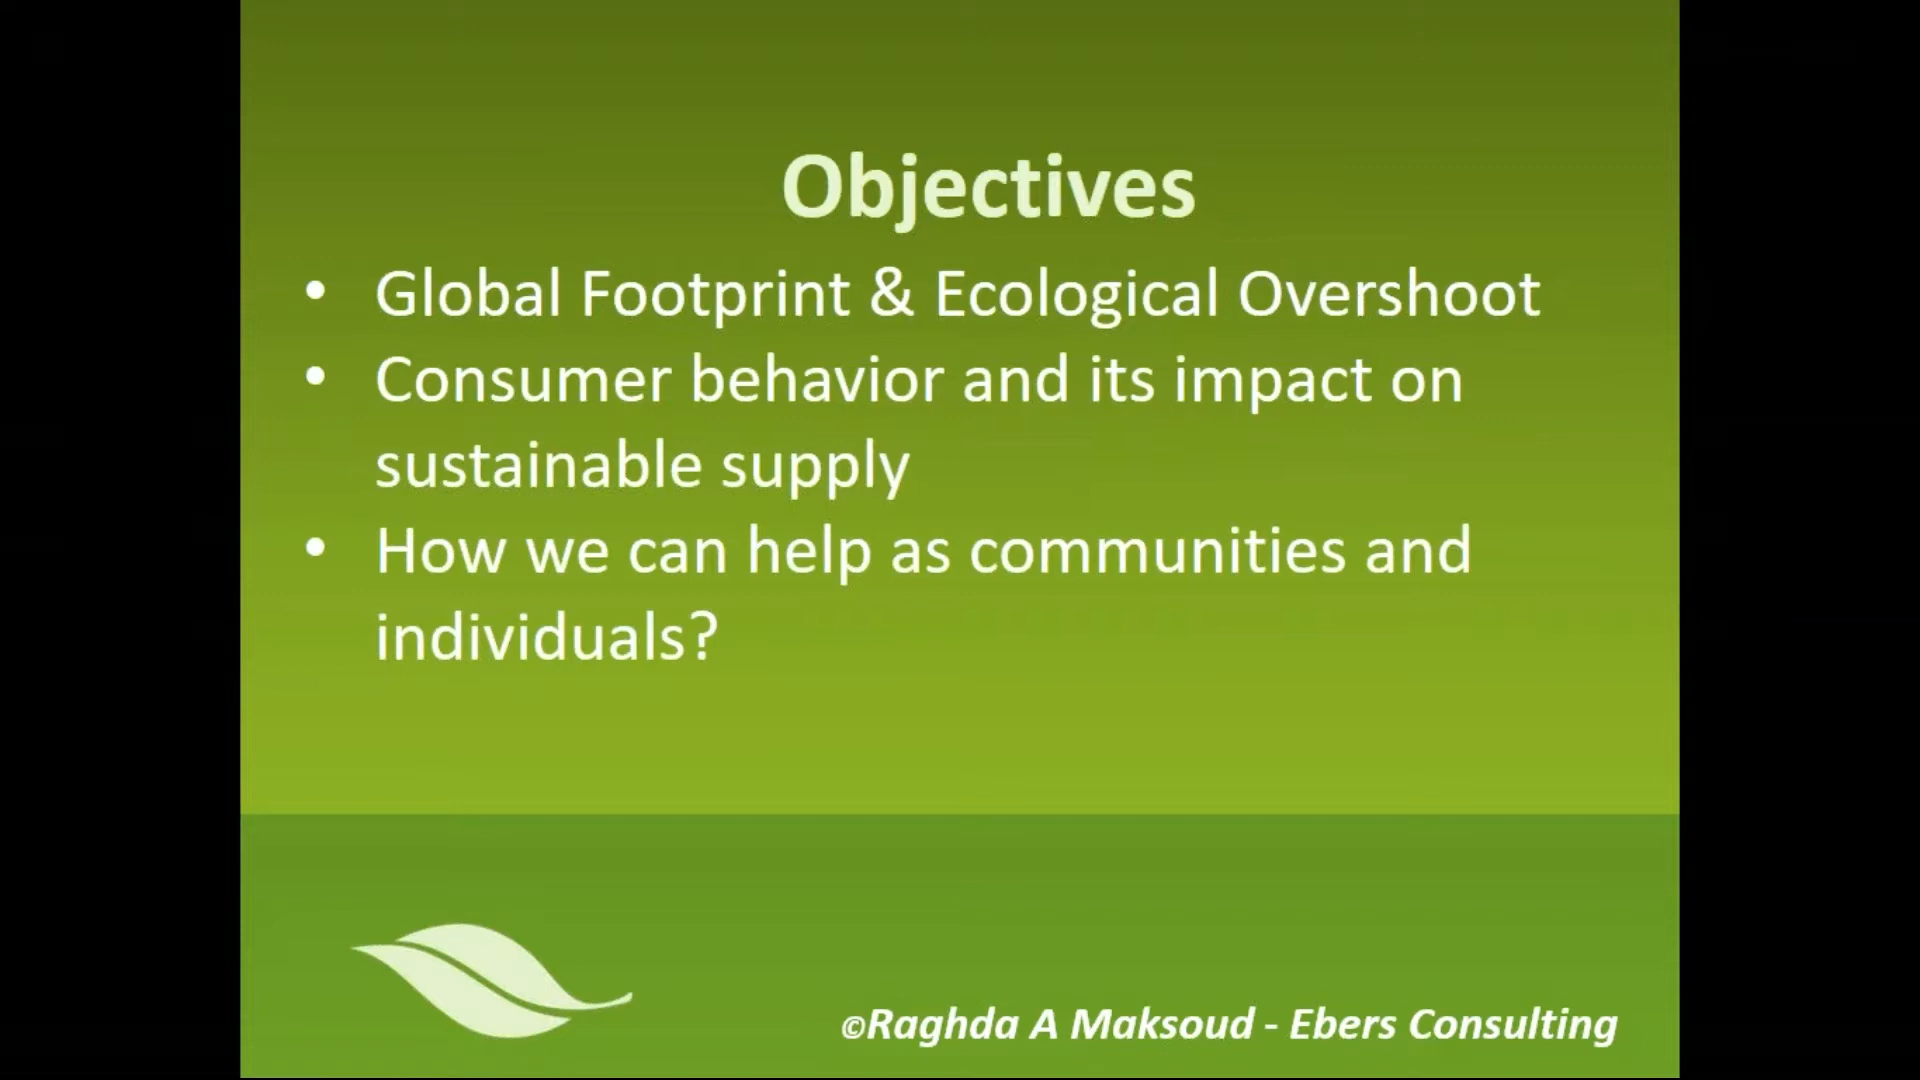 Objectives
• Global Footprint & Ecological Overshoot
• Consumer behavior and its impact on
sustainable supply
• How we can help as communities and
individuals?
©Raghda A Maksoud - Ebers Consulting